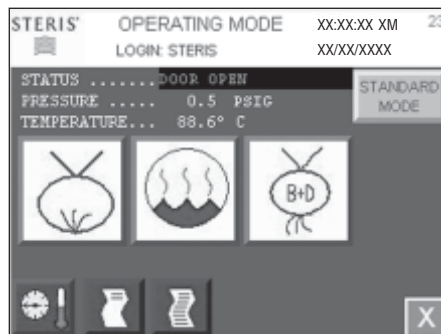 STERIS® OPERATING MODE XX:XX:XX XM 23
LOGIN: STERIS XX/XX/XXXX
STATUS .......DOOR OPEN
PRESSURE ..... 0.5 PSIG
TEMPERATURE... 88.6° C
STANDARD
MODE
B+D
X